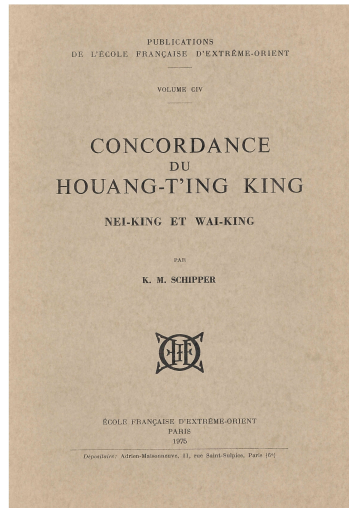 PUBLICATIONS
DE L'ÉCOLE FRANÇAISE D'EXTRÊME-ORIENT
VOLUME CIV
CONCORDANCE
DU
HOUANG-T'ING KING
NEI-KING ET WAI-KING
PAR
K. M. SCHIPPER
ÉCOLE FRANÇAISE D'EXTRÊME-ORIENT
PARIS
1975
Dépositaire: Adrien-Maisonneuve, 11, rue Saint-Sulpice, Paris (6e)